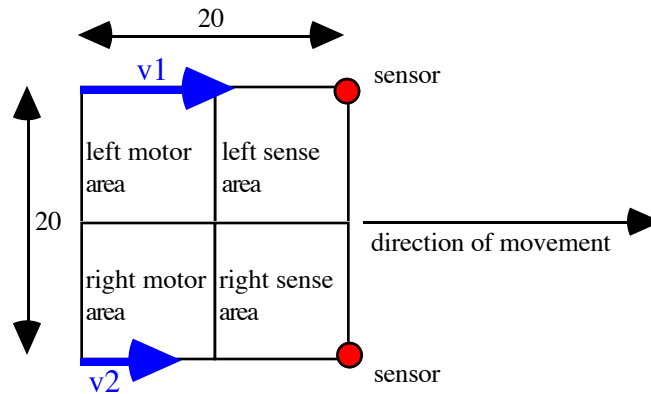 20
v1
sensor
left motor
area
left sense
area
20
direction of movement
right motor
area
right sense
area
v2
sensor